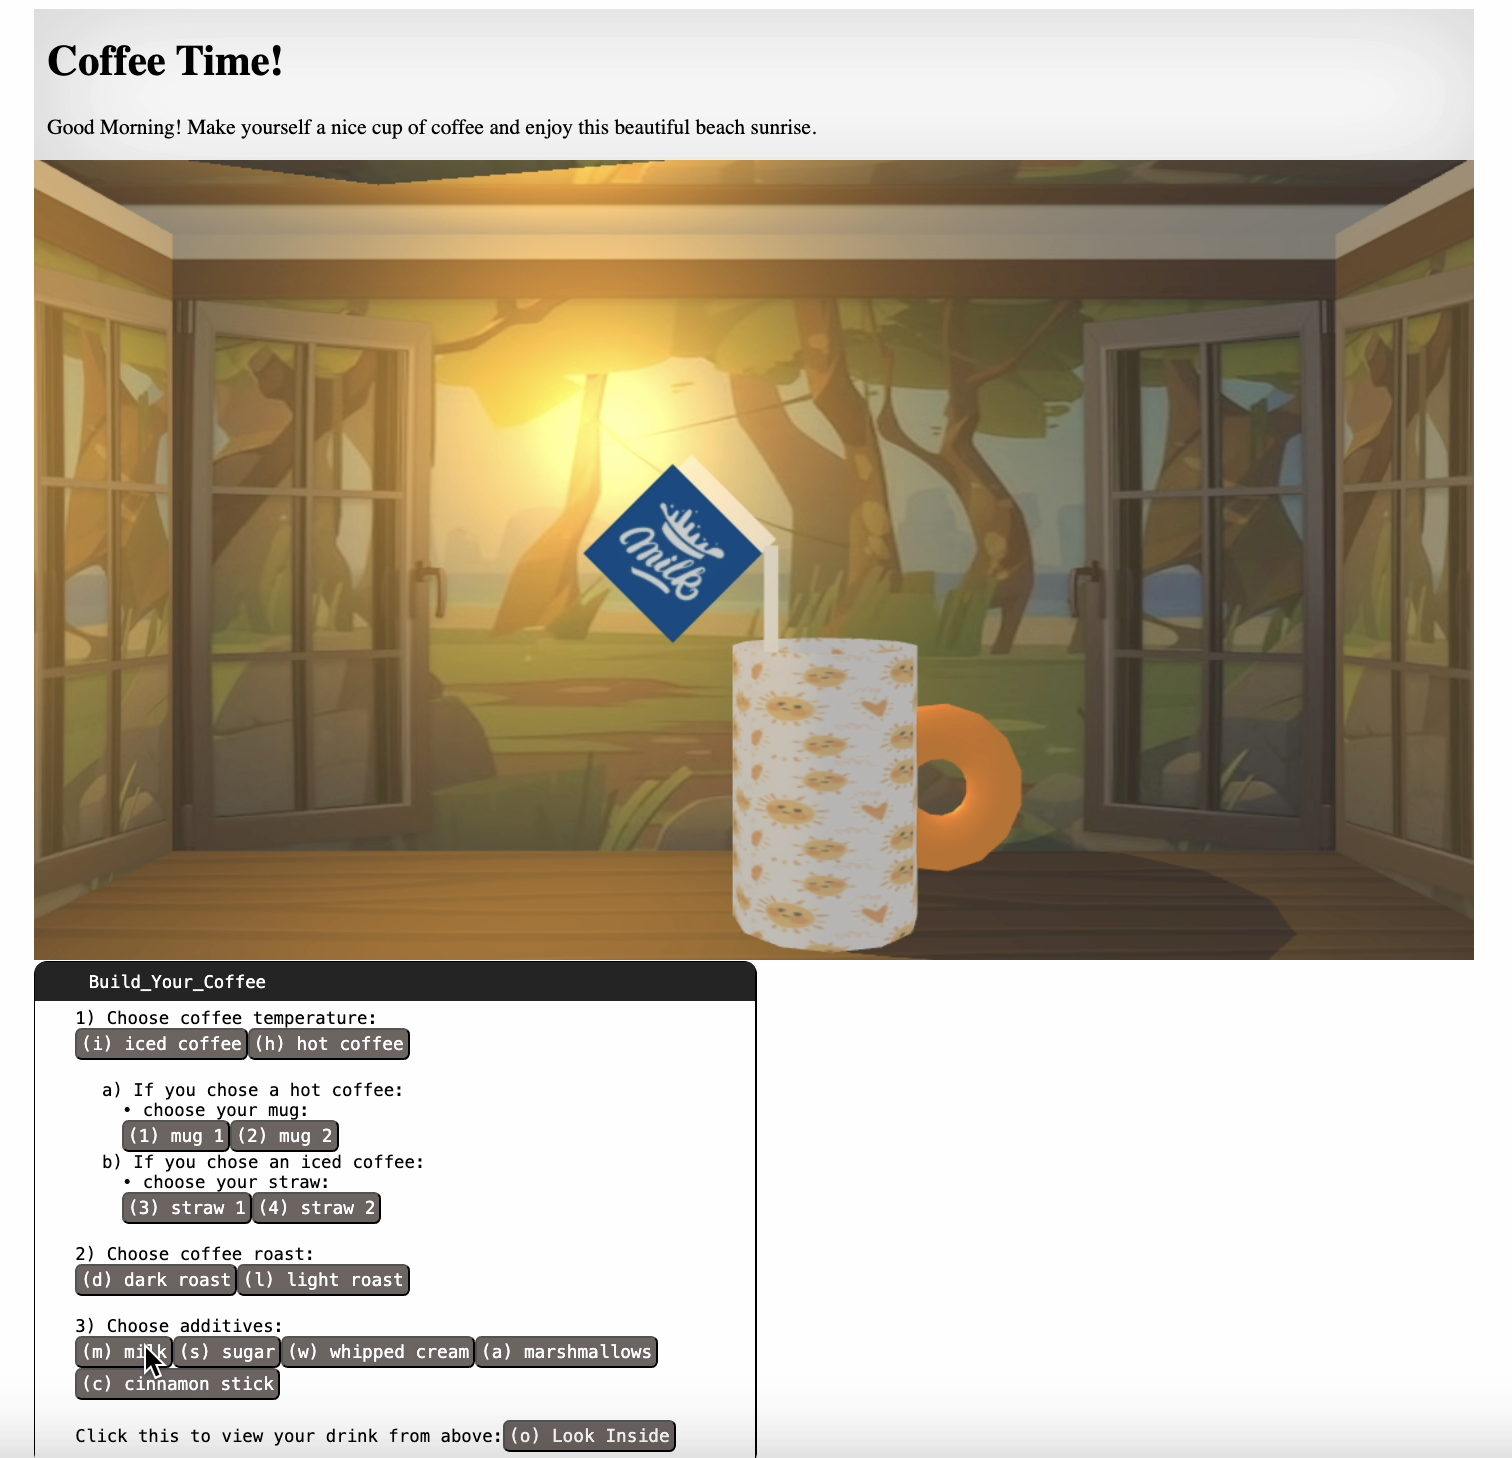 Coffee Time!
Good Morning! Make yourself a nice cup of coffee and enjoy this beautiful beach sunrise.
Milk
Build_Your_Coffee
1) Choose coffee temperature:
(i) iced coffee (h) hot coffee
a) If you chose a hot coffee:
• choose your mug:
(1) mug 1 (2) mug 2
b) If you chose an iced coffee:
• choose your straw:
(3) straw 1 (4) straw 2
2) Choose coffee roast:
(d) dark roast (l) light roast
3) Choose additives:
(m) milk (s) sugar (w) whipped cream (a) marshmallows
(c) cinnamon stick
Click this to view your drink from above: (o) Look Inside